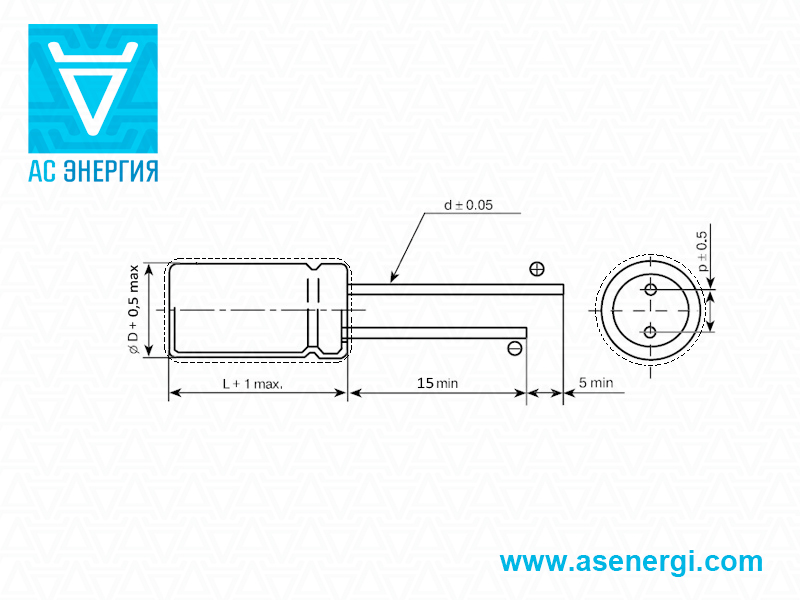 АС ЭНЕРГИЯ
d ± 0.05
⊕
p ± 0.5
Ø D + 0,5 max
⊖
L + 1 max.
15 min
5 min
www.asenergi.com